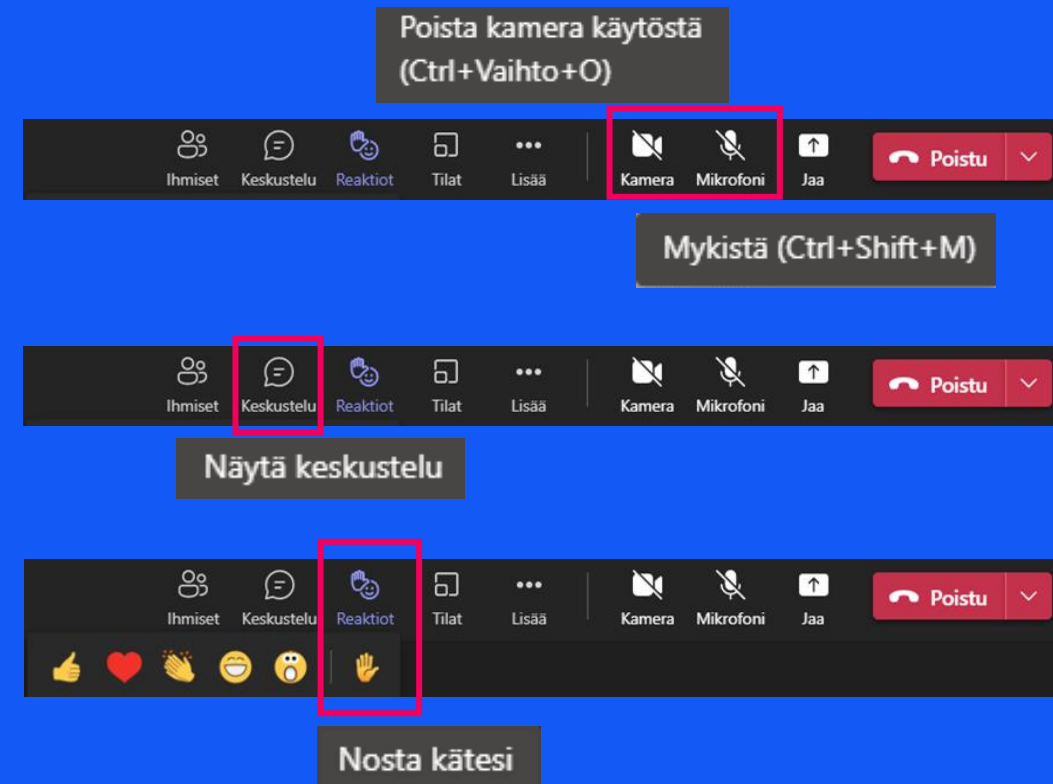 Poista kamera käytöstä
(Ctrl+Vaihto+O)
Ihmiset Keskustelu Reaktiot Tilat Lisää Kamera Mikrofoni Jaa Poistu
Mykistä (Ctrl+Shift+M)
Ihmiset Keskustelu Reaktiot Tilat Lisää Kamera Mikrofoni Jaa Poistu
Näytä keskustelu
Ihmiset Keskustelu Reaktiot Tilat Lisää Kamera Mikrofoni Jaa Poistu
Nosta kätesi